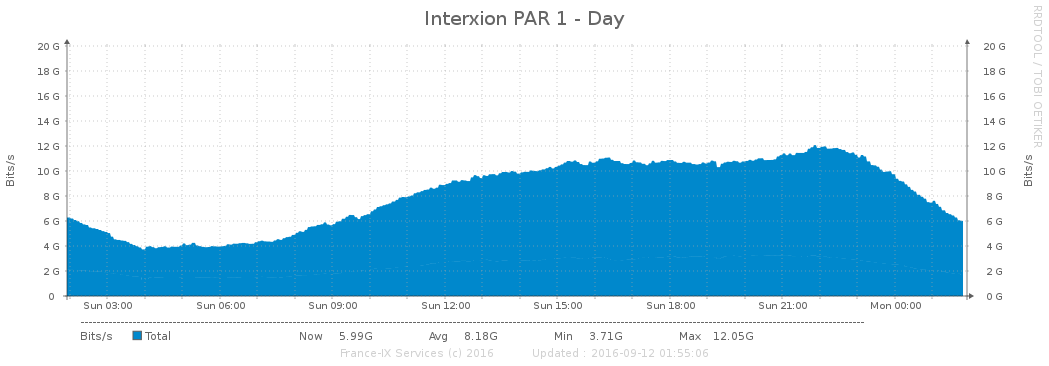 Interxion PAR 1 - Day
RRDTOOL / TOBI OETIKER
Bits/s
20 G 20 G
18 G 18 G
16 G 16 G
14 G 14 G
12 G 12 G
10 G 10 G
8 G 8 G
6 G 6 G
4 G 4 G
2 G 2 G
0 0 G
Bits/s
Sun 03:00 Sun 06:00 Sun 09:00 Sun 12:00 Sun 15:00 Sun 18:00 Sun 21:00 Mon 00:00
Bits/s Total Now 5.99G Avg 8.18G Min 3.71G Max 12.05G
France-IX Services (c) 2016 Updated : 2016-09-12 01:55:06